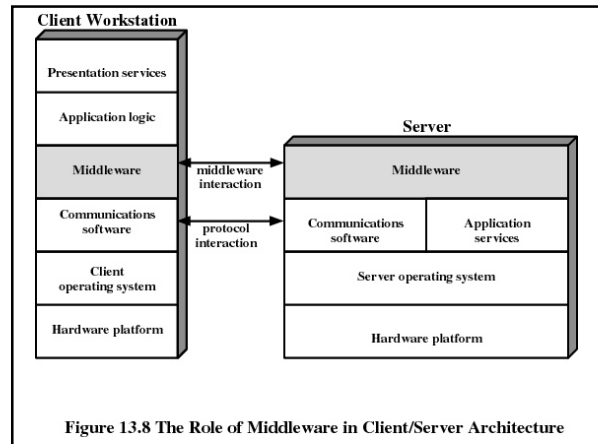 Client Workstation
Presentation services
Application logic
Middleware
Communications
software
Client
operating system
Hardware platform
middleware
interaction
protocol
interaction
Server
Middleware
Communications
software
Application
services
Server operating system
Hardware platform
Figure 13.8 The Role of Middleware in Client/Server Architecture